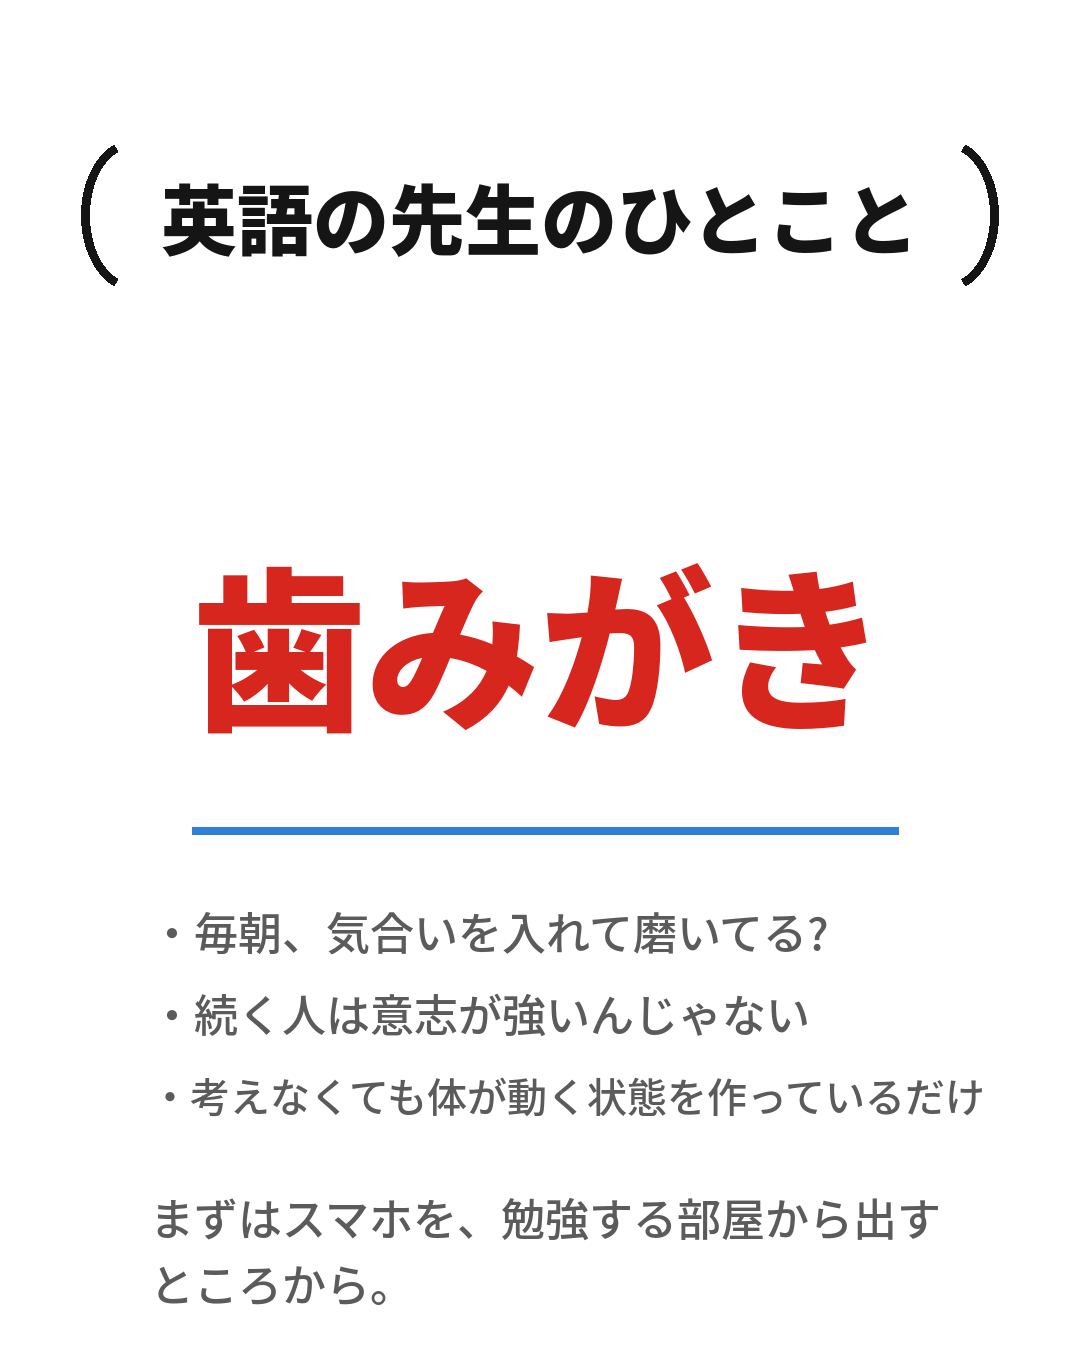 (英語の先生のひとこと)
歯みがき
・毎朝、気合いを入れて磨いてる?
・続く人は意志が強いんじゃない
・考えなくても体が動く状態を作っているだけ
まずはスマホを、勉強する部屋から出す
ところから。